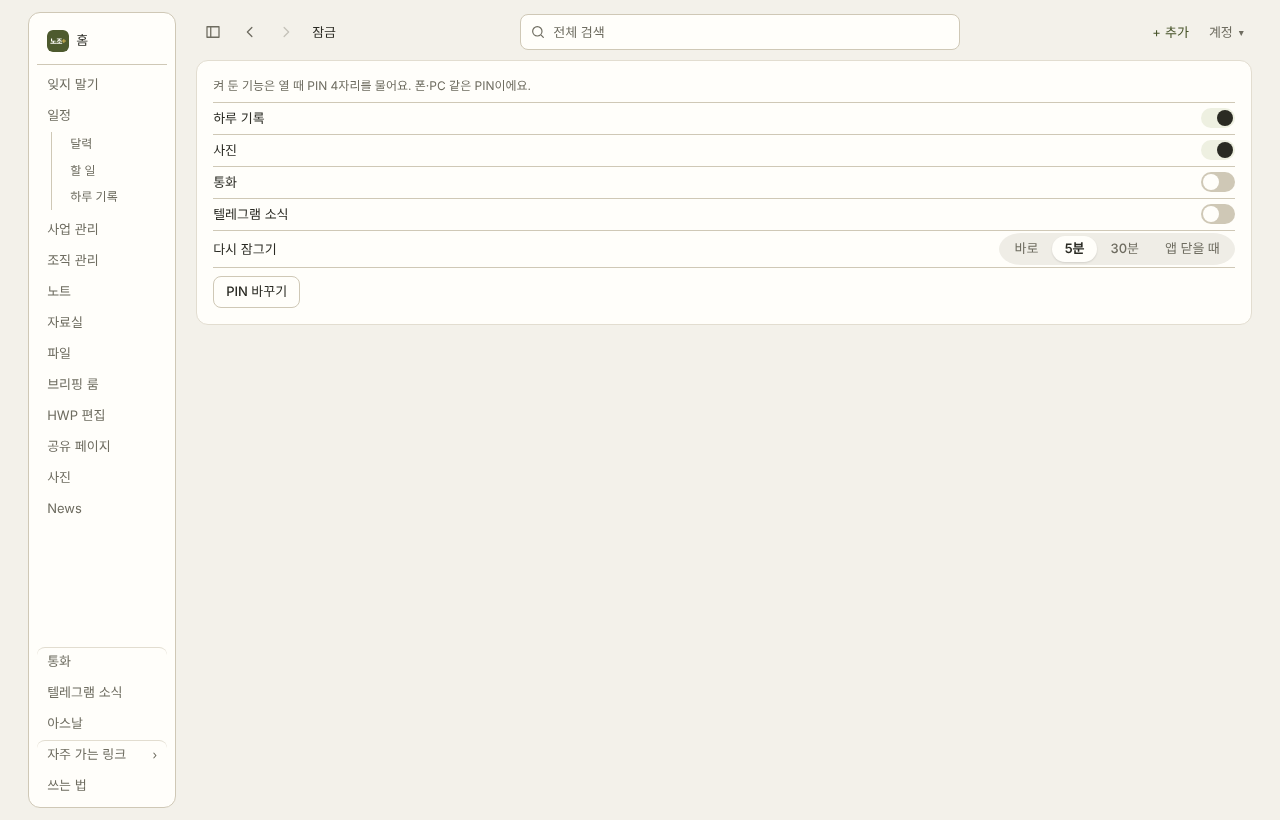 노조+ 홈
잊지 말기
일정
달력
할 일
하루 기록
사업 관리
조직 관리
노트
자료실
파일
브리핑 룸
HWP 편집
공유 페이지
사진
News
통화
텔레그램 소식
아스날
자주 가는 링크 ›
쓰는 법
잠금
전체 검색
+ 추가
계정 ▾
켜 둔 기능은 열 때 PIN 4자리를 물어요. 폰·PC 같은 PIN이에요.
하루 기록
사진
통화
텔레그램 소식
다시 잠그기
바로 5분 30분 앱 닫을 때
PIN 바꾸기